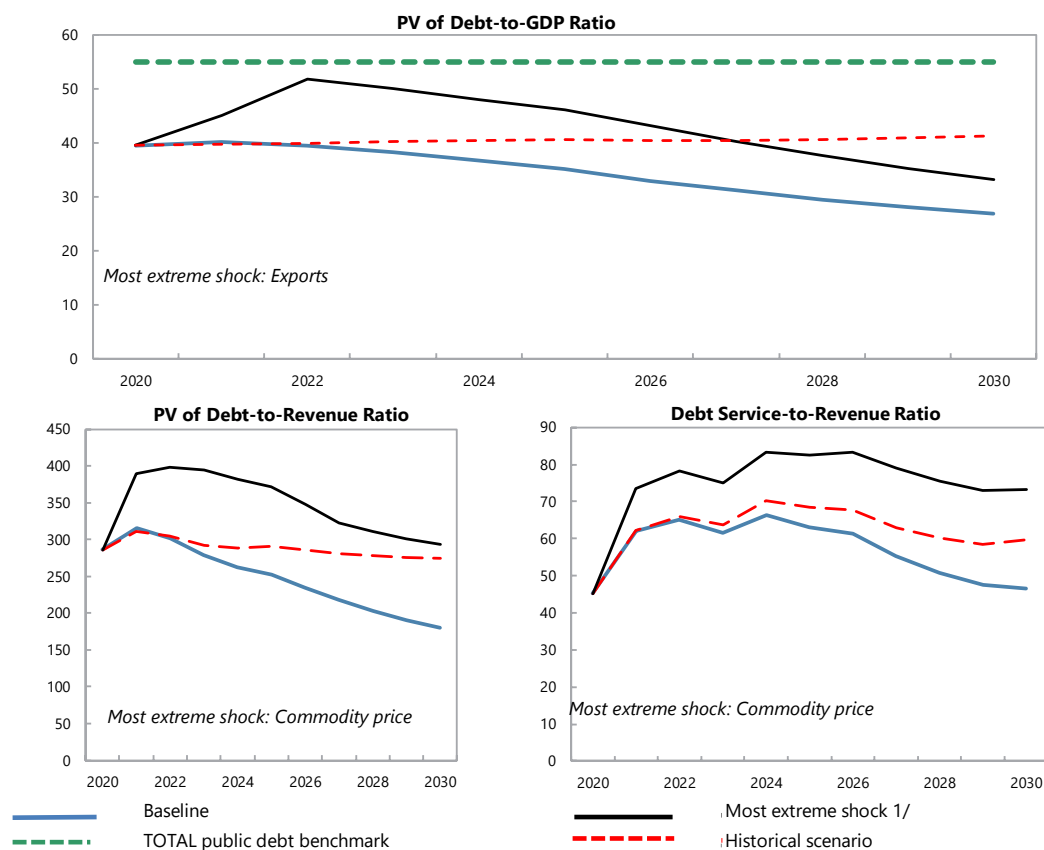 PV of Debt-to-GDP Ratio
60
50
40
30
20
10
0
Most extreme shock: Exports
2020 2022 2024 2026 2028 2030
PV of Debt-to-Revenue Ratio
450
400
350
300
250
200
150
100
50
0
Most extreme shock: Commodity price
2020 2022 2024 2026 2028 2030
Debt Service-to-Revenue Ratio
90
80
70
60
50
40
30
20
10
0
Most extreme shock: Commodity price
2020 2022 2024 2026 2028 2030
Baseline
Most extreme shock 1/
TOTAL public debt benchmark
Historical scenario